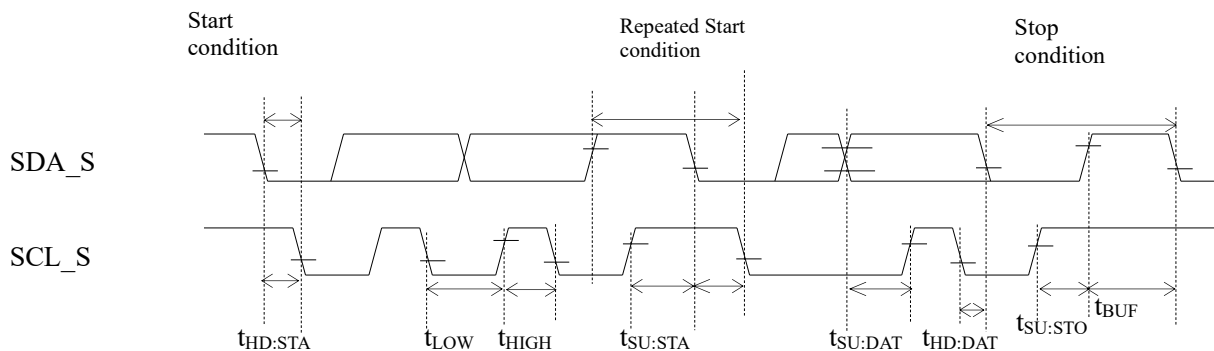 Start
condition
Repeated Start
condition
Stop
condition
SDA_S
SCL_S
tHD:STA
tLOW
tHIGH
tSU:STA
tSU:DAT
tHD:DAT
tSU:STO
tBUF